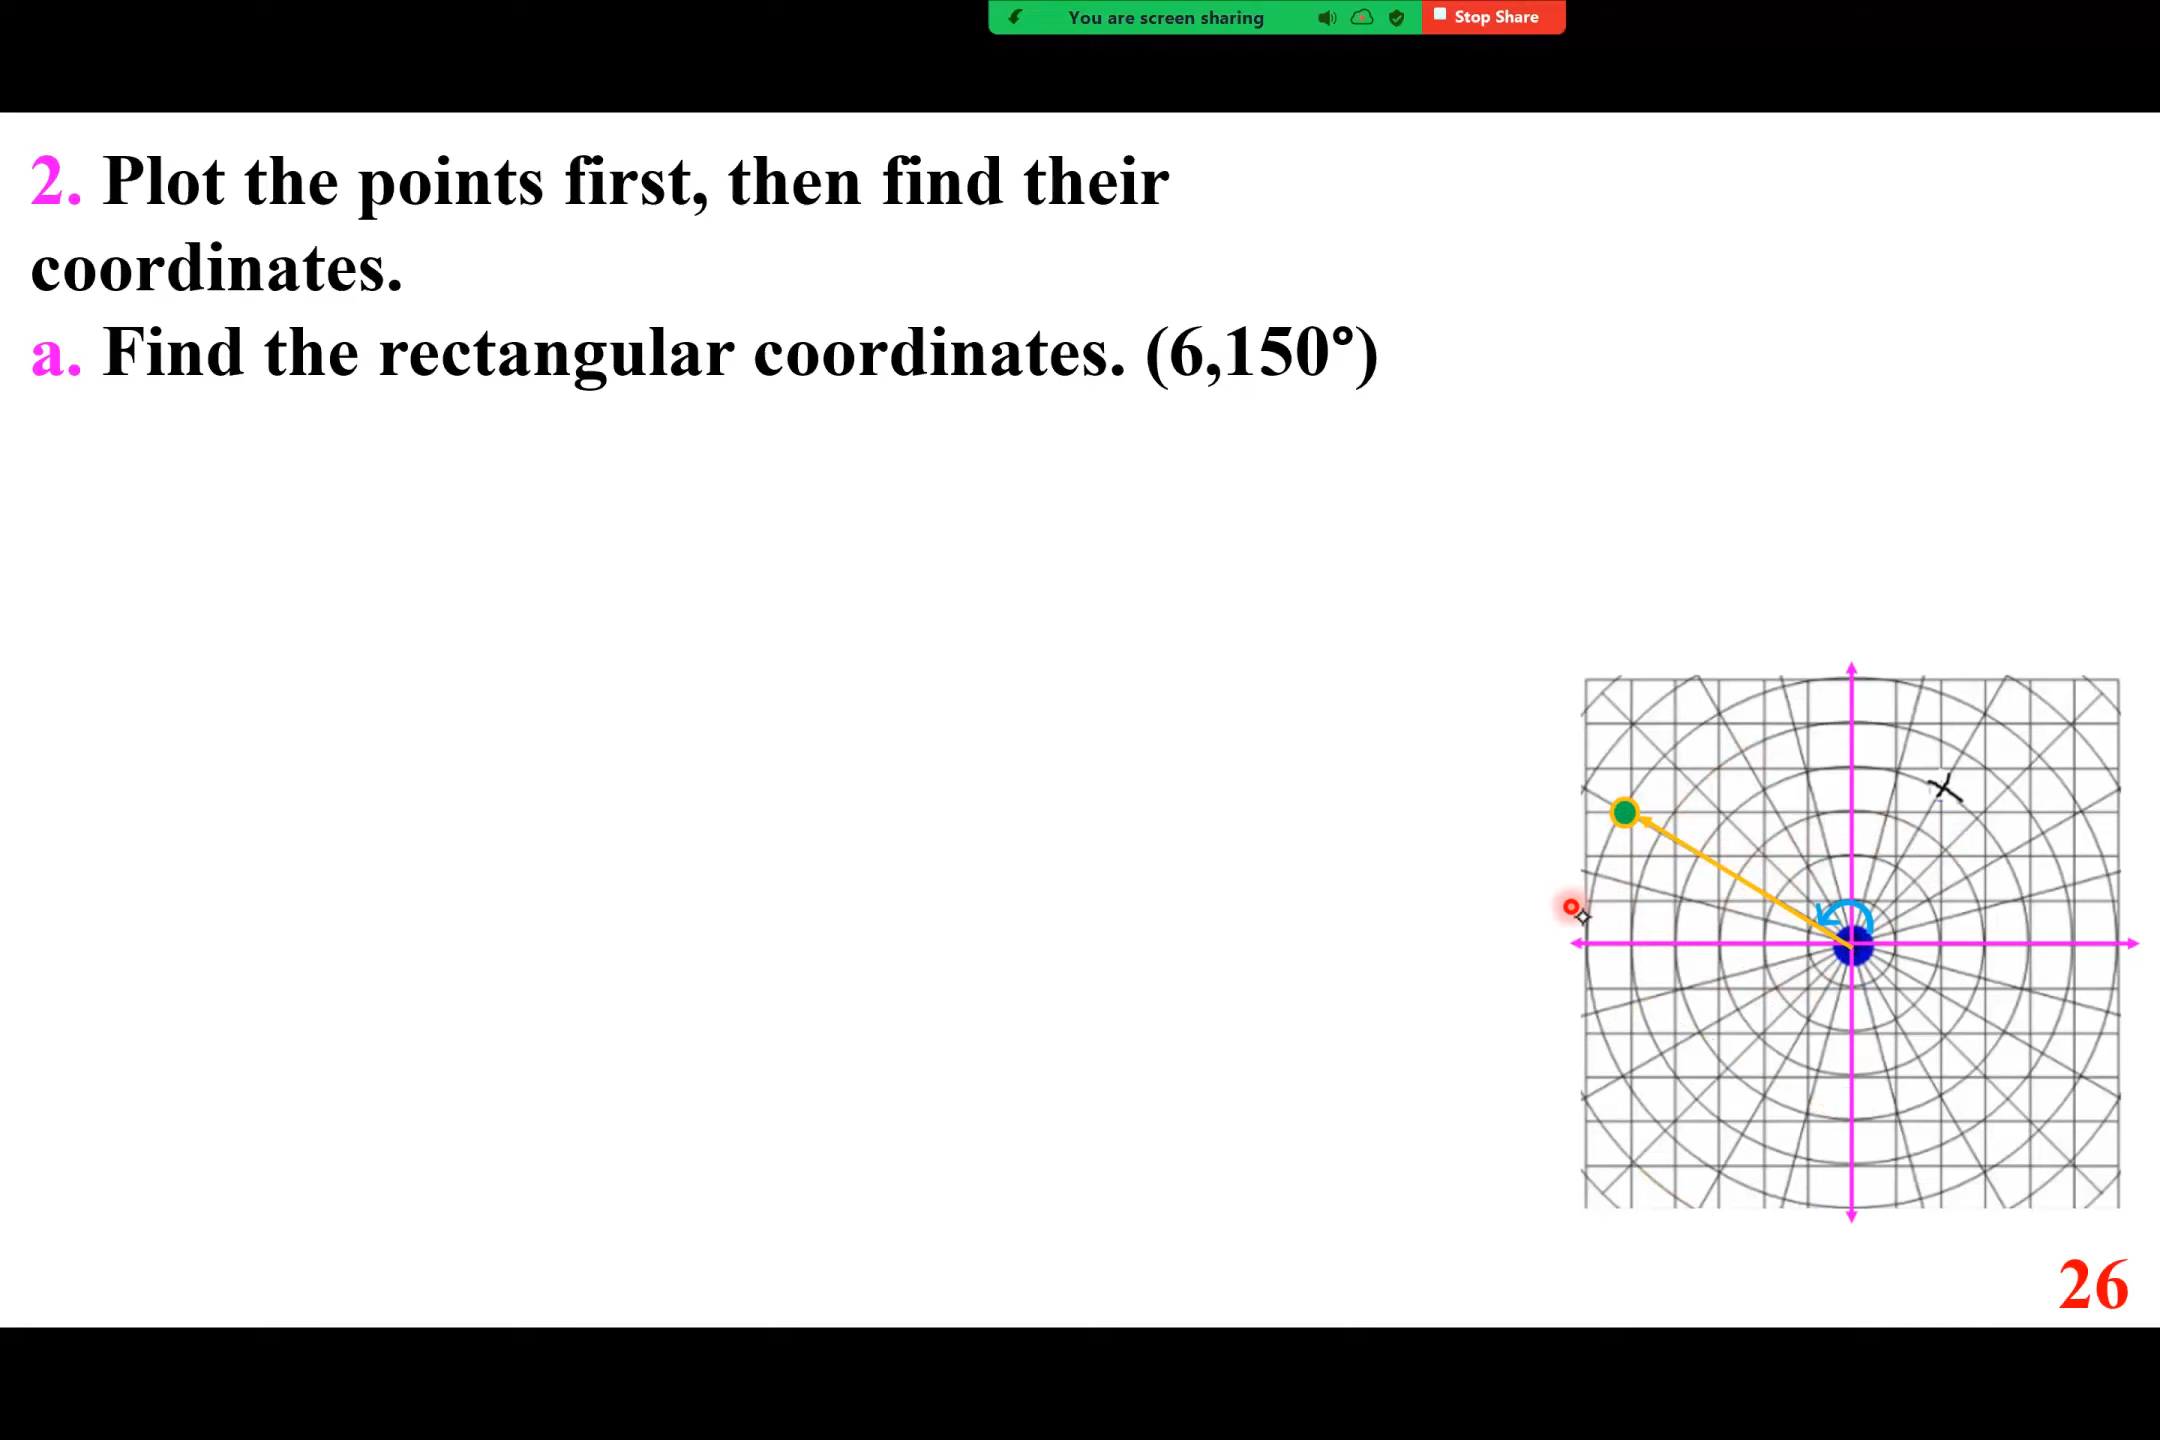 You are screen sharing
Stop Share
2. Plot the points first, then find their
coordinates.
a. Find the rectangular coordinates. (6,150°)
26